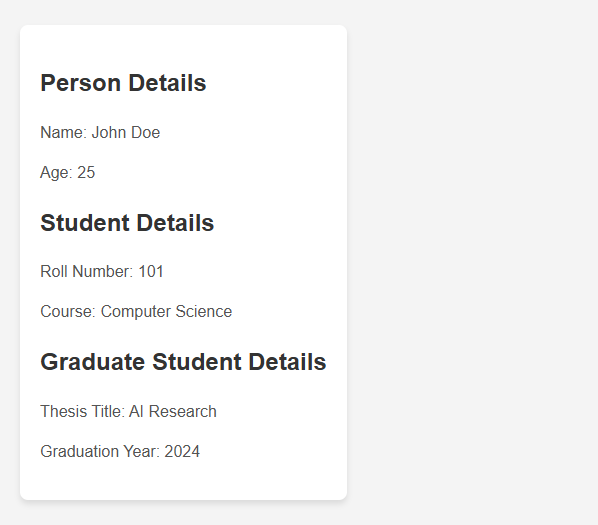 Person Details
Name: John Doe
Age: 25
Student Details
Roll Number: 101
Course: Computer Science
Graduate Student Details
Thesis Title: AI Research
Graduation Year: 2024